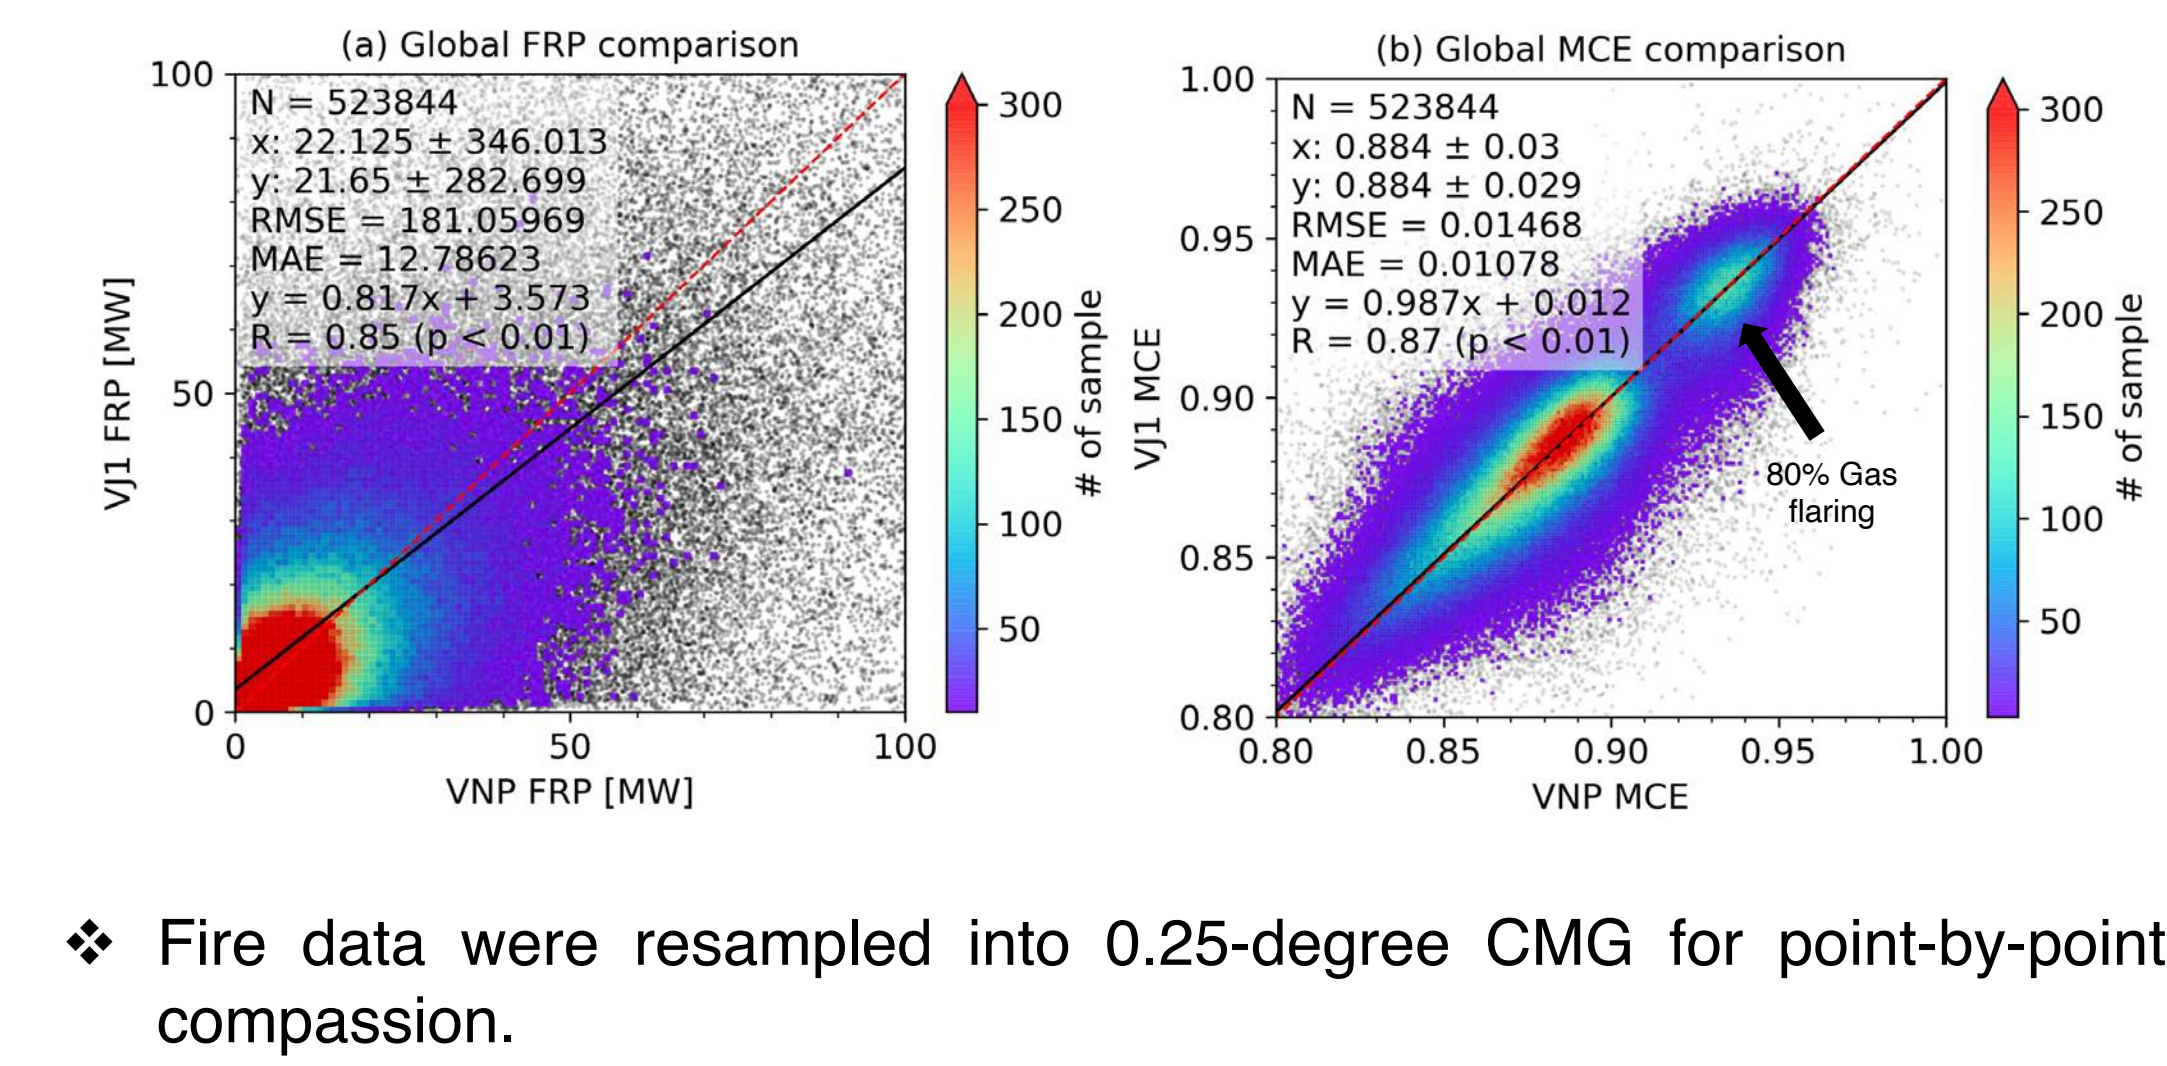 (a) Global FRP comparison
N = 523844
x: 22.125 ± 346.013
y: 21.65 ± 282.699
RMSE = 181.05969
MAE = 12.78623
y = 0.817x + 3.573
R = 0.85 (p < 0.01)
100
50
0
VJ1 FRP [MW]
0 50 100
VNP FRP [MW]
300
250
200
150
100
50
# of sample
(b) Global MCE comparison
N = 523844
x: 0.884 ± 0.03
y: 0.884 ± 0.029
RMSE = 0.01468
MAE = 0.01078
y = 0.987x + 0.012
R = 0.87 (p < 0.01)
80% Gas
flaring
1.00
0.95
0.90
0.85
0.80
VJ1 MCE
0.80 0.85 0.90 0.95 1.00
VNP MCE
300
250
200
150
100
50
# of sample
❖ Fire data were resampled into 0.25-degree CMG for point-by-point
compassion.